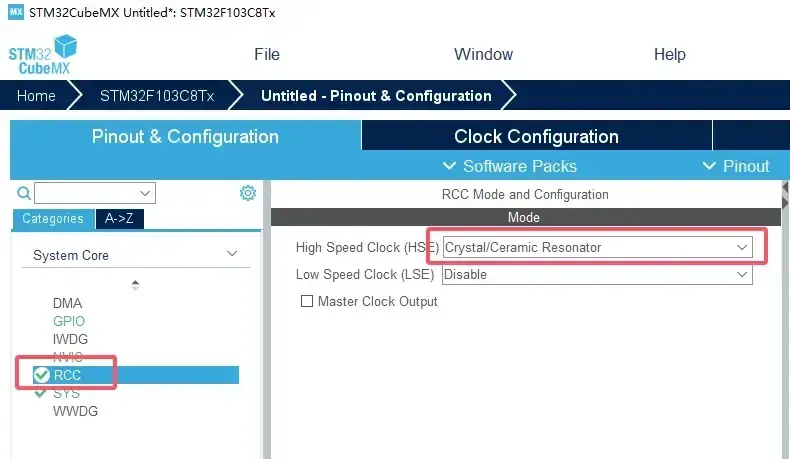 MX STM32CubeMX Untitled*: STM32F103C8Tx
STM32
CubeMX
File Window Help
Home STM32F103C8Tx Untitled - Pinout & Configuration
Pinout & Configuration Clock Configuration
Software Packs Pinout
RCC Mode and Configuration
Categories A->Z
Mode
System Core
High Speed Clock (HSE) Crystal/Ceramic Resonator
Low Speed Clock (LSE) Disable
Master Clock Output
DMA
GPIO
IWDG
NVIC
RCC
SYS
WWDG